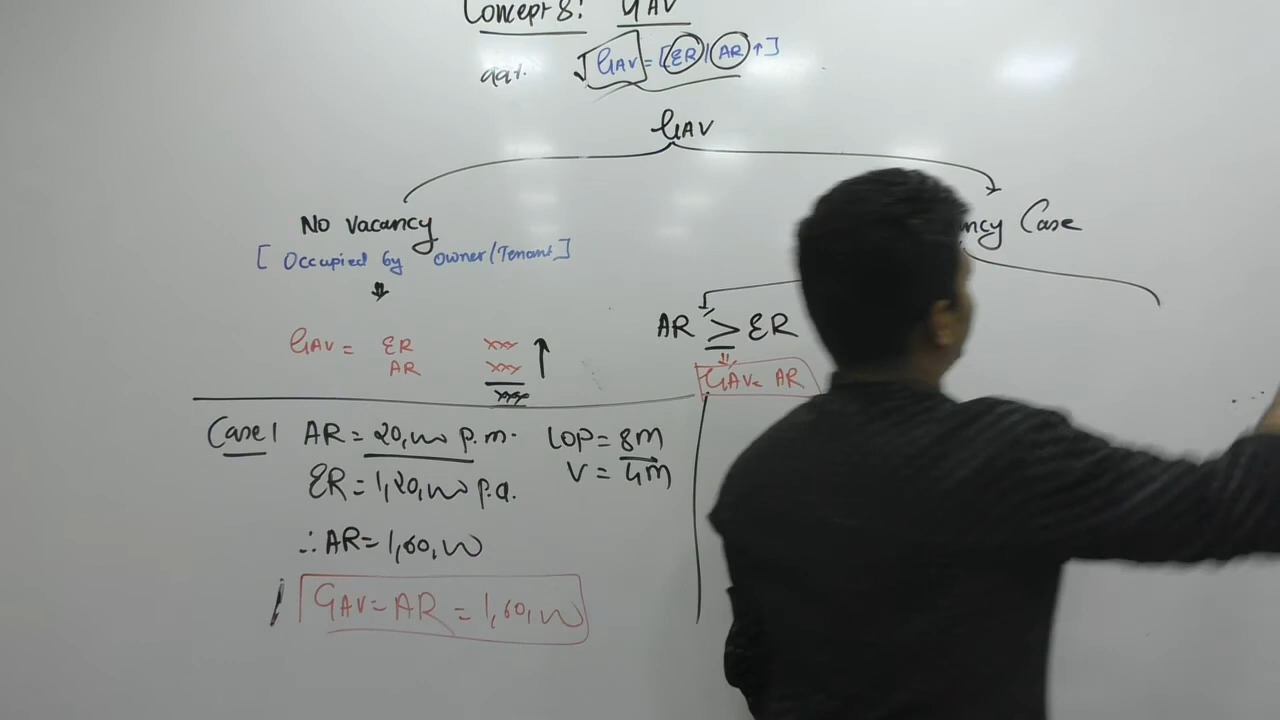 Concept 8: GAV
GAV = [ER / AR ↑]
GAV
No Vacancy
ncy Case
[Occupied by owner/Tenant]
AR ≥ ER
GAV = ER xxx
AR xxx
xxx
GAV = AR
Case 1 AR = 20,000 p.m. LOP = 8m
V = 4m
ER = 1,20,000 p.a.
∴ AR = 1,60,000
GAV = AR = 1,60,000